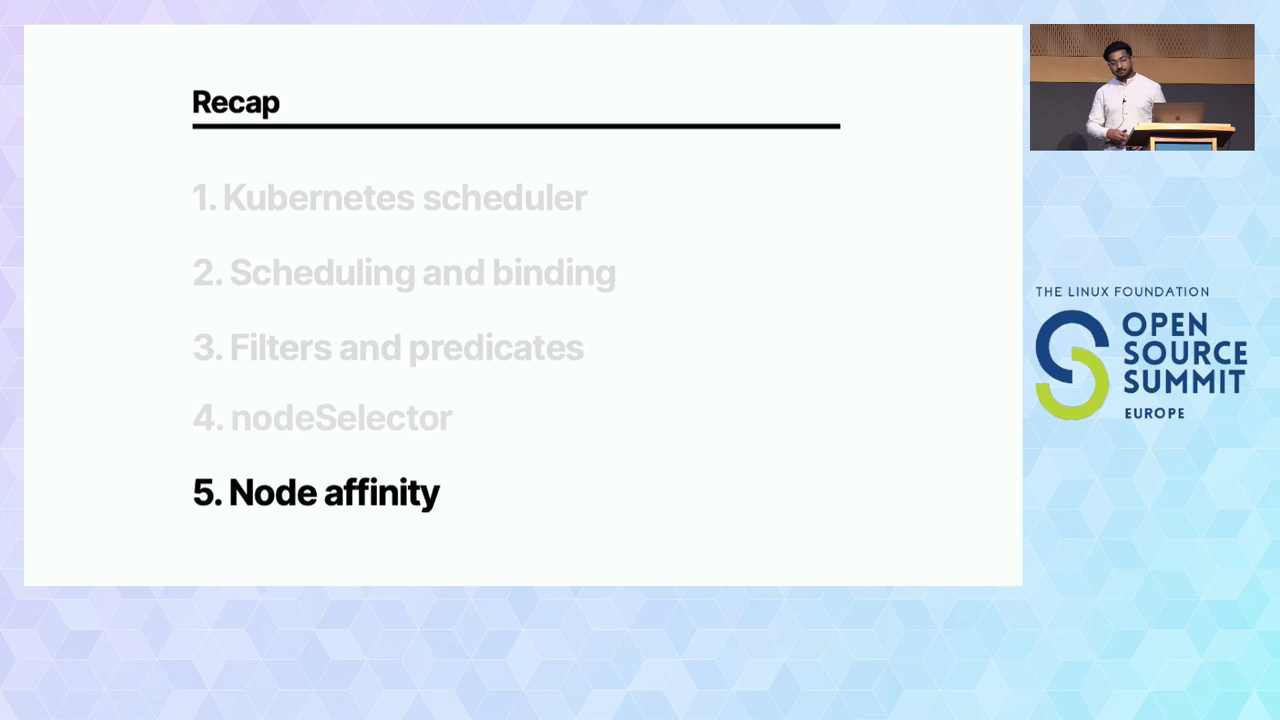 Recap
1. Kubernetes scheduler
2. Scheduling and binding
3. Filters and predicates
4. nodeSelector
5. Node affinity
THE LINUX FOUNDATION
OPEN
SOURCE
SUMMIT
EUROPE